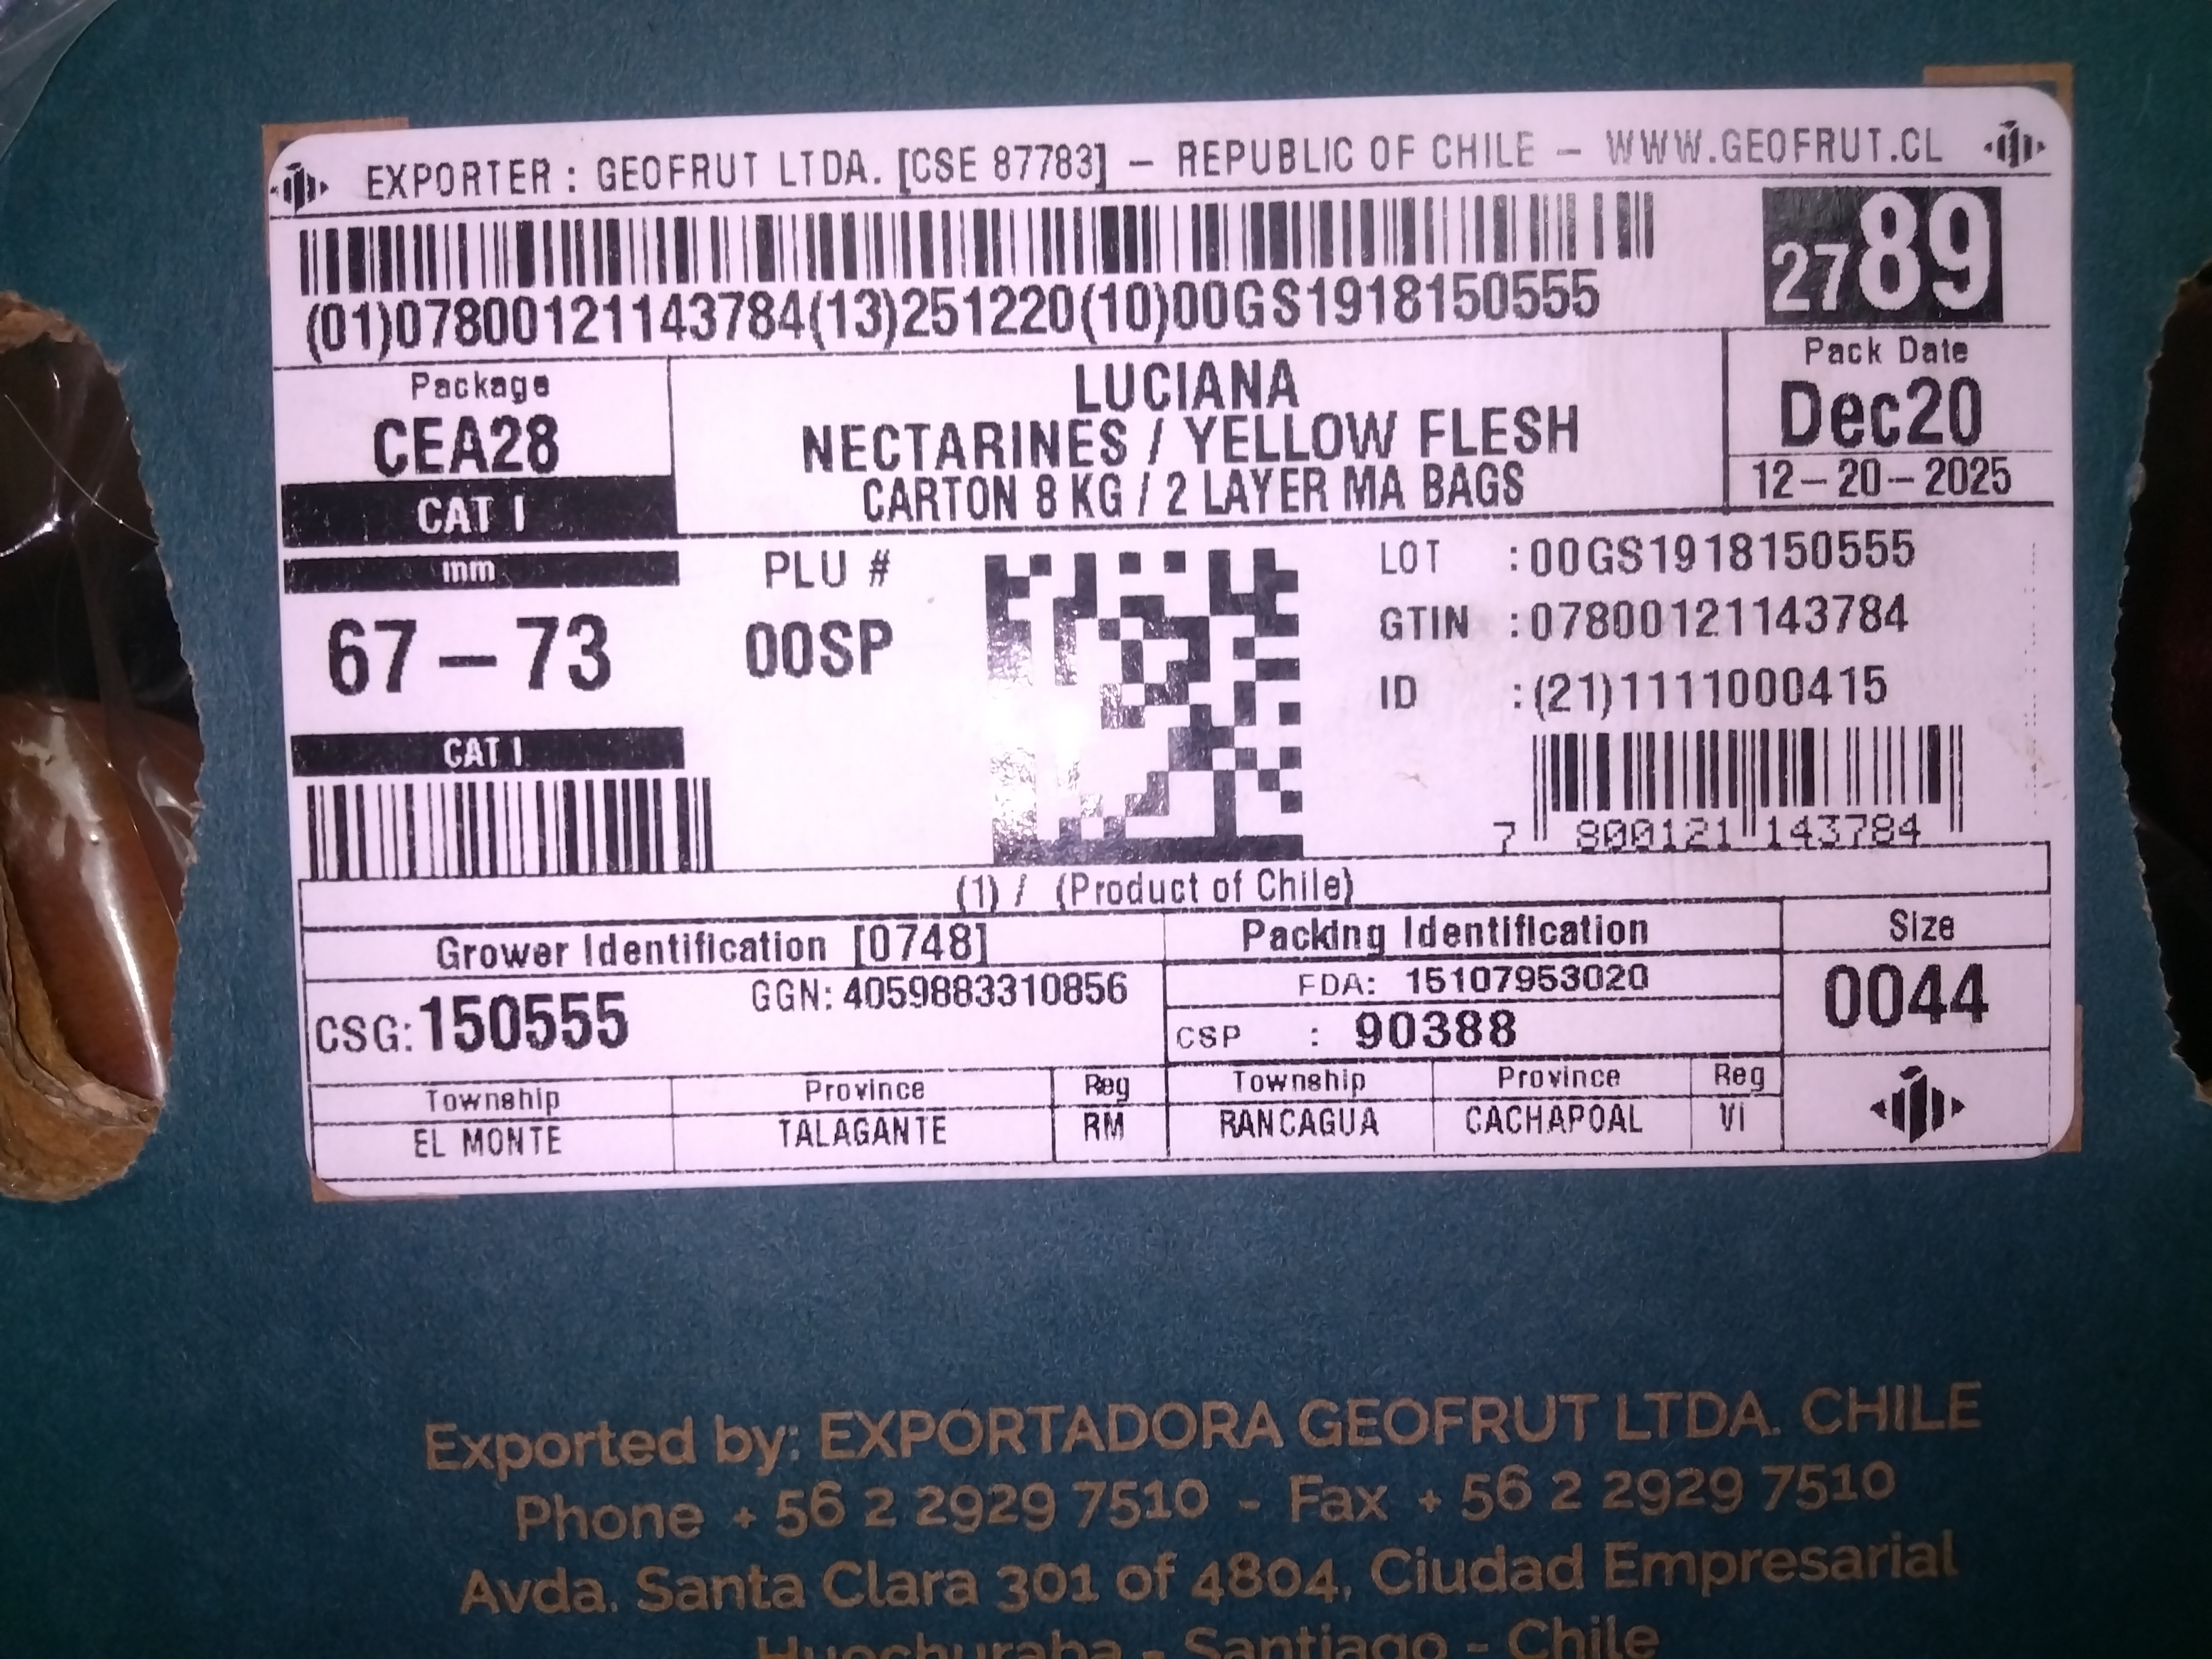 EXPORTER : GEOFRUT LTDA. [CSE 87783] – REPUBLIC OF CHILE – WWW.GEOFRUT.CL
2789
(01)07800121143784(13)251220(10)00GS1918150555
Package
CEA28
CAT I
LUCIANA
NECTARINES / YELLOW FLESH
CARTON 8 KG / 2 LAYER MA BAGS
Pack Date
Dec20
12-20-2025
mm
67-73
CAT I
PLU #
00SP
LOT :00GS1918150555
GTIN :07800121143784
ID :(21)1111000415
7 800121 143784
(1) / (Product of Chile)
Grower Identification [0748]
CSG:150555 GGN: 4059883310856
Township Province Reg
EL MONTE TALAGANTE RM
Packing Identification
FDA: 15107953020
CSP : 90388
Township Province Reg
RANCAGUA CACHAPOAL VI
Size
0044
Exported by: EXPORTADORA GEOFRUT LTDA. CHILE
Phone + 56 2 2929 7510 - Fax + 56 2 2929 7510
Avda. Santa Clara 301 of 4804, Ciudad Empresarial
Huechuraba - Santiago - Chile